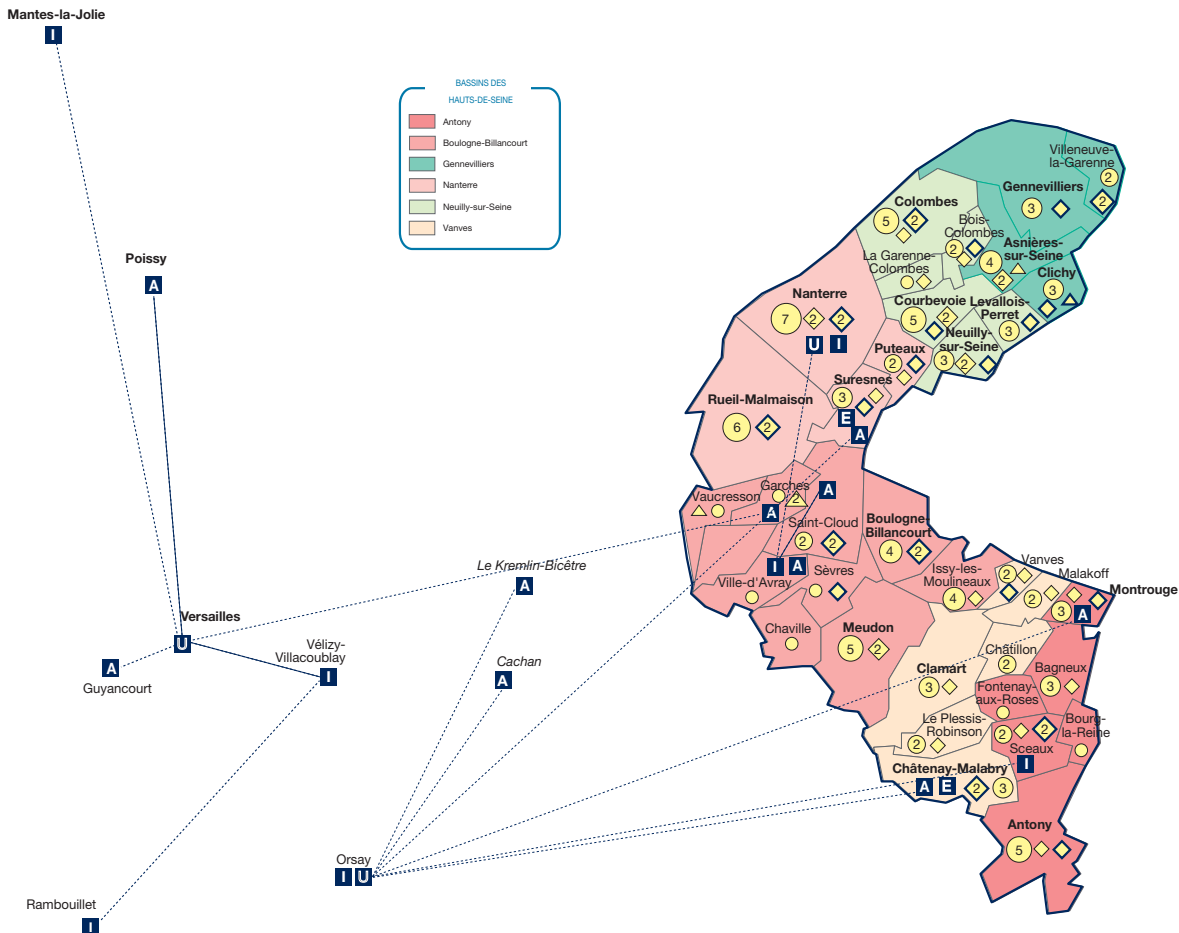 Mantes-la-Jolie
I
BASSINS DES
HAUTS-DE-SEINE
Antony
Boulogne-Billancourt
Gennevilliers
Nanterre
Neuilly-sur-Seine
Vanves
Villeneuve-
la-Garenne
2
2
Gennevilliers
3
Colombes
5
2
Bois-
Colombes
2
Asnières-
sur-Seine
4
2
La Garenne-
Colombes
Clichy
3
Poissy
A
Nanterre
7
2
2
U
I
Courbevoie
5
2
Levallois-
Perret
3
Neuilly-
sur-Seine
3
2
Puteaux
2
Suresnes
3
E
A
Rueil-Malmaison
6
2
Vaucresson
Garches
2
A
A
Saint-Cloud
2
2
Boulogne-
Billancourt
4
2
I
A
Ville-d'Avray
Sèvres
Issy-les-
Moulineaux
4
Vanves
2
Malakoff
2
Montrouge
3
A
Le Kremlin-Bicêtre
A
Versailles
U
Chaville
Meudon
5
2
Vélizy-
Villacoublay
I
A
Guyancourt
Cachan
A
Châtillon
2
Bagneux
3
Clamart
3
Fontenay-
aux-Roses
Le Plessis-
Robinson
2
2
2
Sceaux
I
Bourg-
la-Reine
Châtenay-Malabry
A
E
2
3
Antony
5
Orsay
I
U
Rambouillet
I